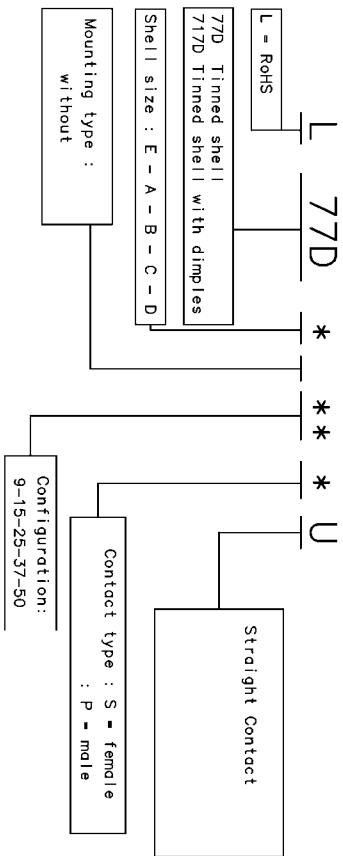 L 77D * ** * U
L = RoHS
77D Tinned shell
717D Tinned shell with dimples
Shell size : E - A - B - C - D
Mounting type :
without
Configuration:
9-15-25-37-50
Contact type : S = female
: P = male
Straight Contact